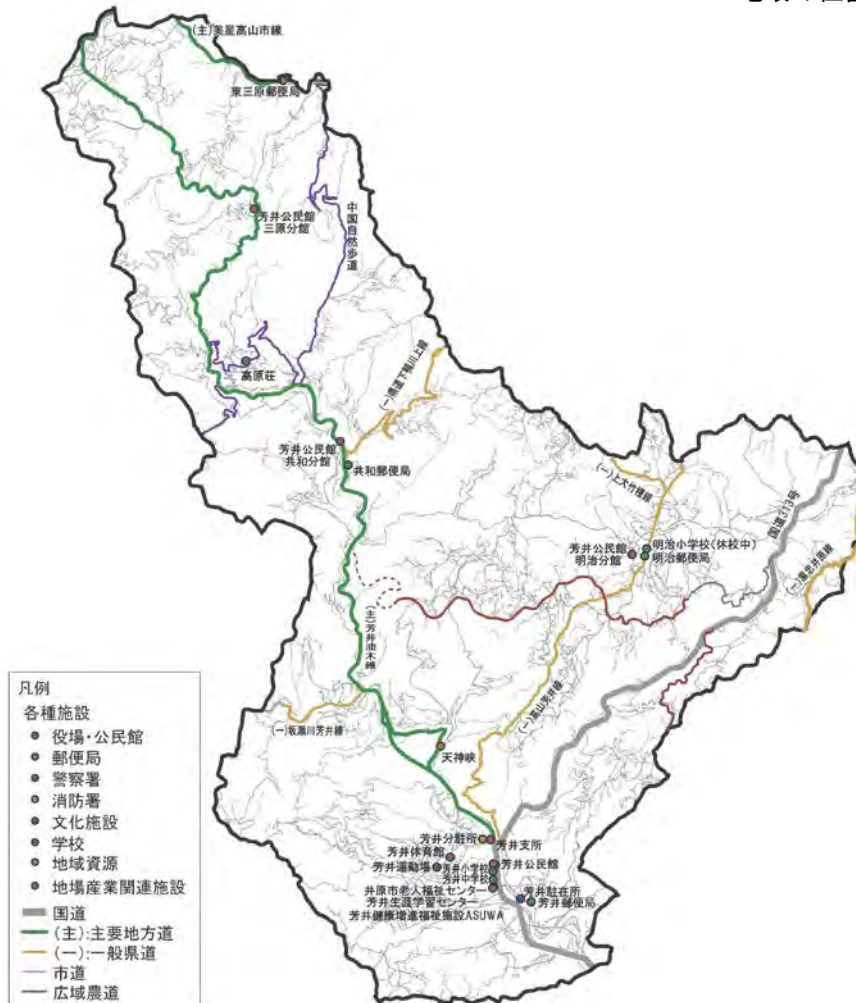 (主)美星高山市線
東三原郵便局
芳井公民館
三原分館
中国自然歩道
高原荘
芳井公民館
共和分館
共和郵便局
(一)上大竹楂線
国道313号
芳井公民館
明治分館
明治小学校(休校中)
明治郵便局
(主)芳井油木線
(一)高山芳井線
(一)坂瀬川芳井線
天神峡
芳井分駐所
芳井支所
芳井体育館
芳井公民館
芳井運動場
芳井小学校
芳井中学校
井原市老人福祉センター
芳井生涯学習センター
芳井健康増進福祉施設ASUWA
芳井駐在所
芳井郵便局
凡例
各種施設
役場・公民館
郵便局
警察署
消防署
文化施設
学校
地域資源
地場産業関連施設
国道
(主):主要地方道
(一):一般県道
市道
広域農道